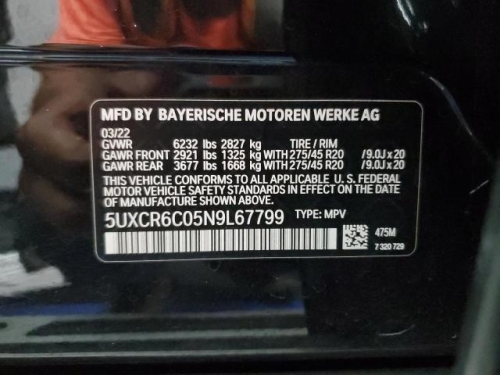 MFD BY BAYERISCHE MOTOREN WERKE AG
03/22
GVWR 6232 lbs 2827 kg TIRE / RIM
GAWR FRONT 2921 lbs 1325 kg WITH 275/45 R20 /9.0J x 20
GAWR REAR 3677 lbs 1668 kg WITH 275/45 R20 /9.0J x 20
THIS VEHICLE CONFORMS TO ALL APPLICABLE U. S. FEDERAL
MOTOR VEHICLE SAFETY STANDARDS IN EFFECT ON THE DATE OF
MANUFACTURE SHOWN ABOVE.
5UXCR6C05N9L67799 TYPE: MPV
475M
7 320 729